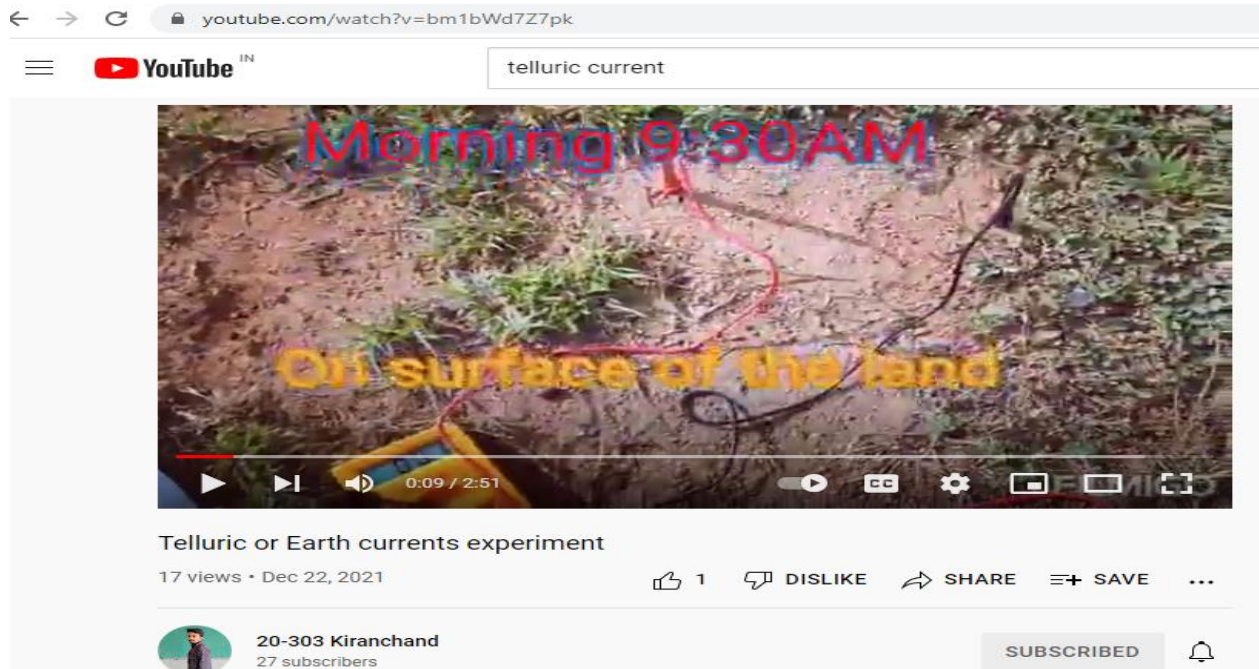 youtube.com/watch?v=bm1bWd7Z7pk
YouTube IN
telluric current
Morning 9:30AM
On surface of the land
0:09 / 2:51
CC
Telluric or Earth currents experiment
17 views • Dec 22, 2021
1 DISLIKE SHARE SAVE
20-303 Kiranchand
27 subscribers
SUBSCRIBED